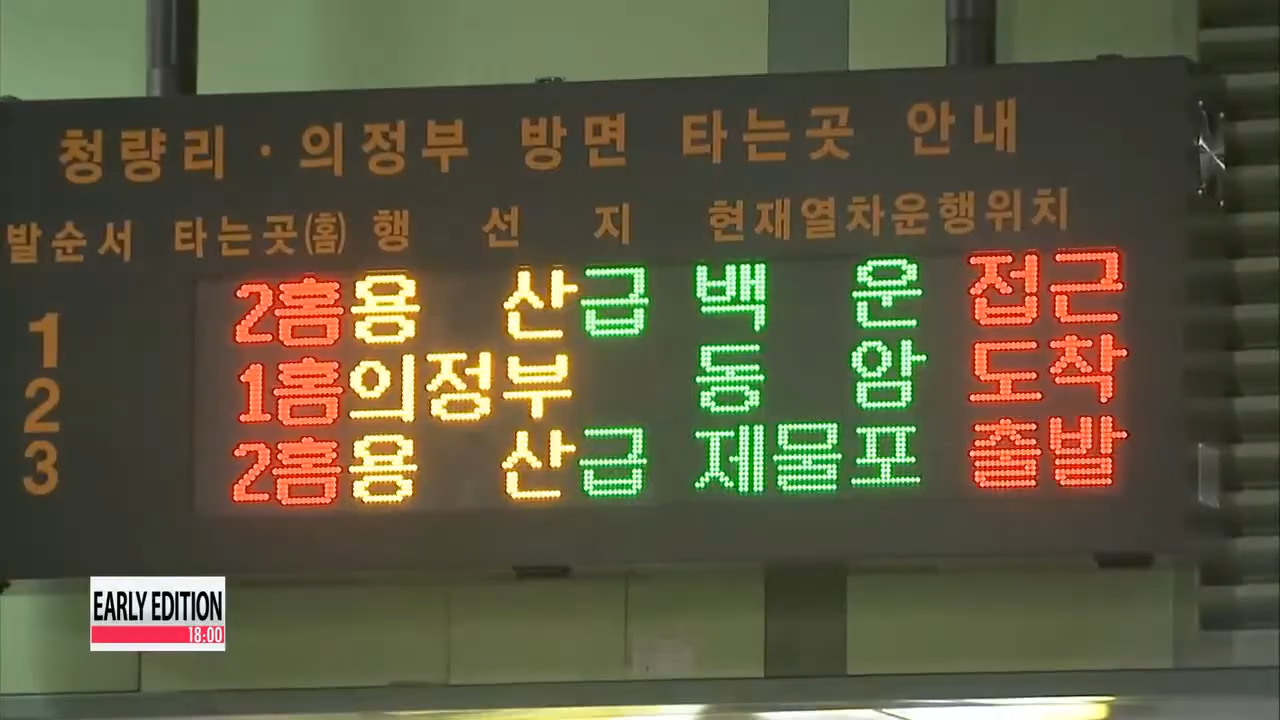 청량리 · 의정부 방면 타는곳 안내
발순서 타는곳(홈) 행 선 지 현재열차운행위치
1 2홈 용 산 급 백 운 접근
2 1홈 의정부 동 암 도착
3 2홈 용 산 급 제물포 출발
EARLY EDITION
18:00